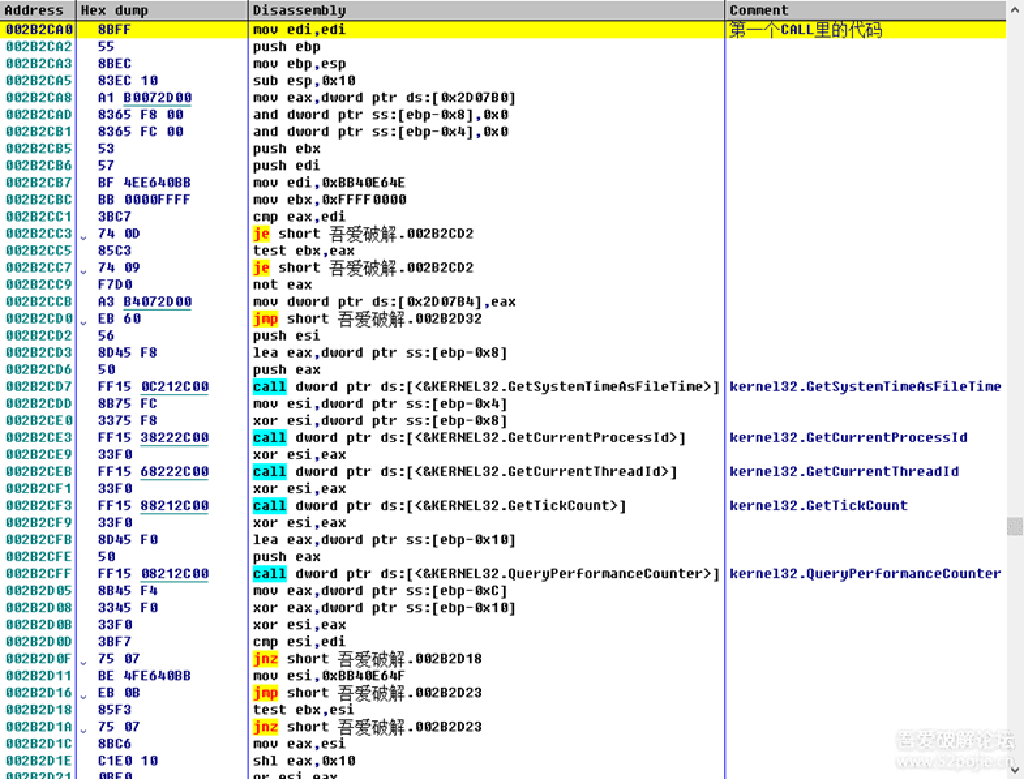 Address Hex dump Disassembly Comment
002B2CA0 8BFF mov edi,edi 第一个CALL里的代码
002B2CA2 55 push ebp
002B2CA3 8BEC mov ebp,esp
002B2CA5 83EC 10 sub esp,0x10
002B2CA8 A1 B0072D00 mov eax,dword ptr ds:[0x2D07B0]
002B2CAD 8365 F8 00 and dword ptr ss:[ebp-0x8],0x0
002B2CB1 8365 FC 00 and dword ptr ss:[ebp-0x4],0x0
002B2CB5 53 push ebx
002B2CB6 57 push edi
002B2CB7 BF 4EE640BB mov edi,0xBB40E64E
002B2CBC BB 0000FFFF mov ebx,0xFFFF0000
002B2CC1 3BC7 cmp eax,edi
002B2CC3 74 0D je short 吾爱破解.002B2CD2
002B2CC5 85C3 test ebx,eax
002B2CC7 74 09 je short 吾爱破解.002B2CD2
002B2CC9 F7D0 not eax
002B2CCB A3 B4072D00 mov dword ptr ds:[0x2D07B4],eax
002B2CD0 EB 60 jmp short 吾爱破解.002B2D32
002B2CD2 56 push esi
002B2CD3 8D45 F8 lea eax,dword ptr ss:[ebp-0x8]
002B2CD6 50 push eax
002B2CD7 FF15 0C212C00 call dword ptr ds:[<&KERNEL32.GetSystemTimeAsFileTime>] kernel32.GetSystemTimeAsFileTime
002B2CDD 8B75 FC mov esi,dword ptr ss:[ebp-0x4]
002B2CE0 3375 F8 xor esi,dword ptr ss:[ebp-0x8]
002B2CE3 FF15 38222C00 call dword ptr ds:[<&KERNEL32.GetCurrentProcessId>] kernel32.GetCurrentProcessId
002B2CE9 33F0 xor esi,eax
002B2CEB FF15 68222C00 call dword ptr ds:[<&KERNEL32.GetCurrentThreadId>] kernel32.GetCurrentThreadId
002B2CF1 33F0 xor esi,eax
002B2CF3 FF15 88212C00 call dword ptr ds:[<&KERNEL32.GetTickCount>] kernel32.GetTickCount
002B2CF9 33F0 xor esi,eax
002B2CFB 8D45 F0 lea eax,dword ptr ss:[ebp-0x10]
002B2CFE 50 push eax
002B2CFF FF15 08212C00 call dword ptr ds:[<&KERNEL32.QueryPerformanceCounter>] kernel32.QueryPerformanceCounter
002B2D05 8B45 F4 mov eax,dword ptr ss:[ebp-0xC]
002B2D08 3345 F0 xor eax,dword ptr ss:[ebp-0x10]
002B2D0B 33F0 xor esi,eax
002B2D0D 3BF7 cmp esi,edi
002B2D0F 75 07 jnz short 吾爱破解.002B2D18
002B2D11 BE 4FE640BB mov esi,0xBB40E64F
002B2D16 EB 0B jmp short 吾爱破解.002B2D23
002B2D18 85F3 test ebx,esi
002B2D1A 75 07 jnz short 吾爱破解.002B2D23
002B2D1C 8BC6 mov eax,esi
002B2D1E C1E0 10 shl eax,0x10
002B2D21 0BF0 or esi,eax
吾爱破解论坛
www.52pojie.cn